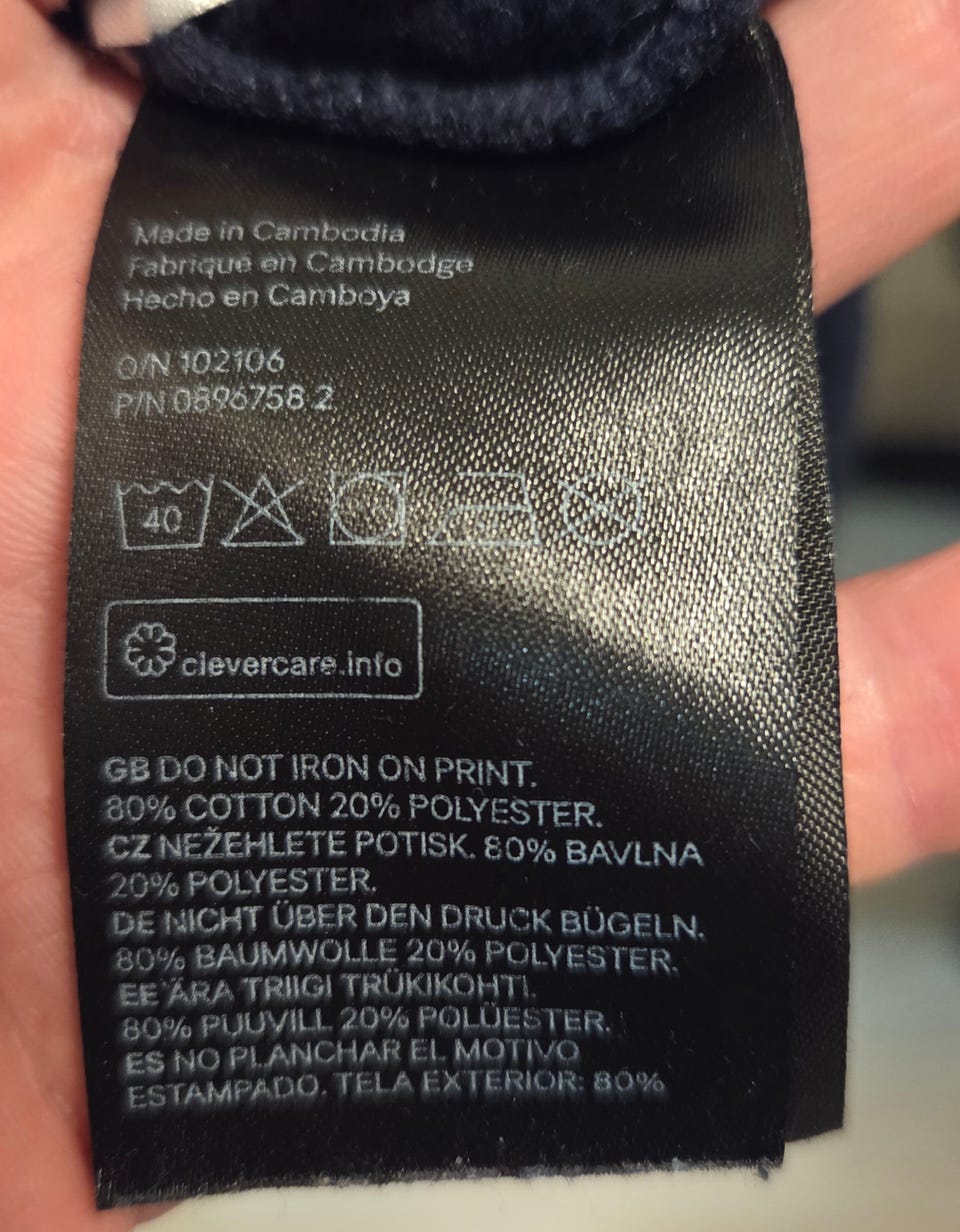 Made in Cambodia
Fabriqué en Cambodge
Hecho en Camboya
O/N 102106
P/N 0896758 2
40
clevercare.info
GB DO NOT IRON ON PRINT.
80% COTTON 20% POLYESTER.
CZ NEŽEHLETE POTISK. 80% BAVLNA
20% POLYESTER.
DE NICHT ÜBER DEN DRUCK BÜGELN.
80% BAUMWOLLE 20% POLYESTER.
EE ÄRA TRIIGI TRÜKIKOHTI.
80% PUUVILL 20% POLÜESTER.
ES NO PLANCHAR EL MOTIVO
ESTAMPADO. TELA EXTERIOR: 80%